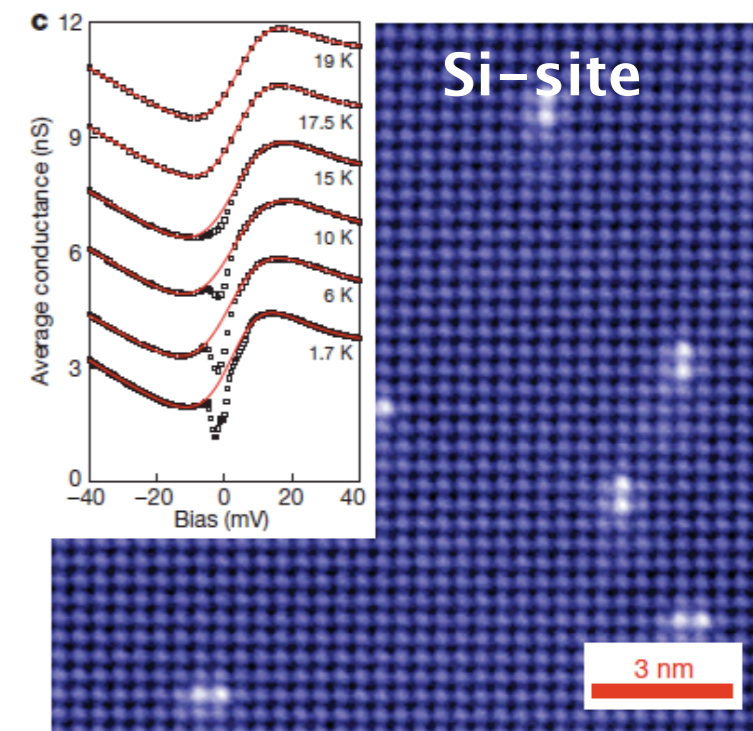 c
12
9
6
3
0
Average conductance (nS)
19 K
17.5 K
15 K
10 K
6 K
1.7 K
−40 −20 0 20 40
Bias (mV)
Si-site
3 nm